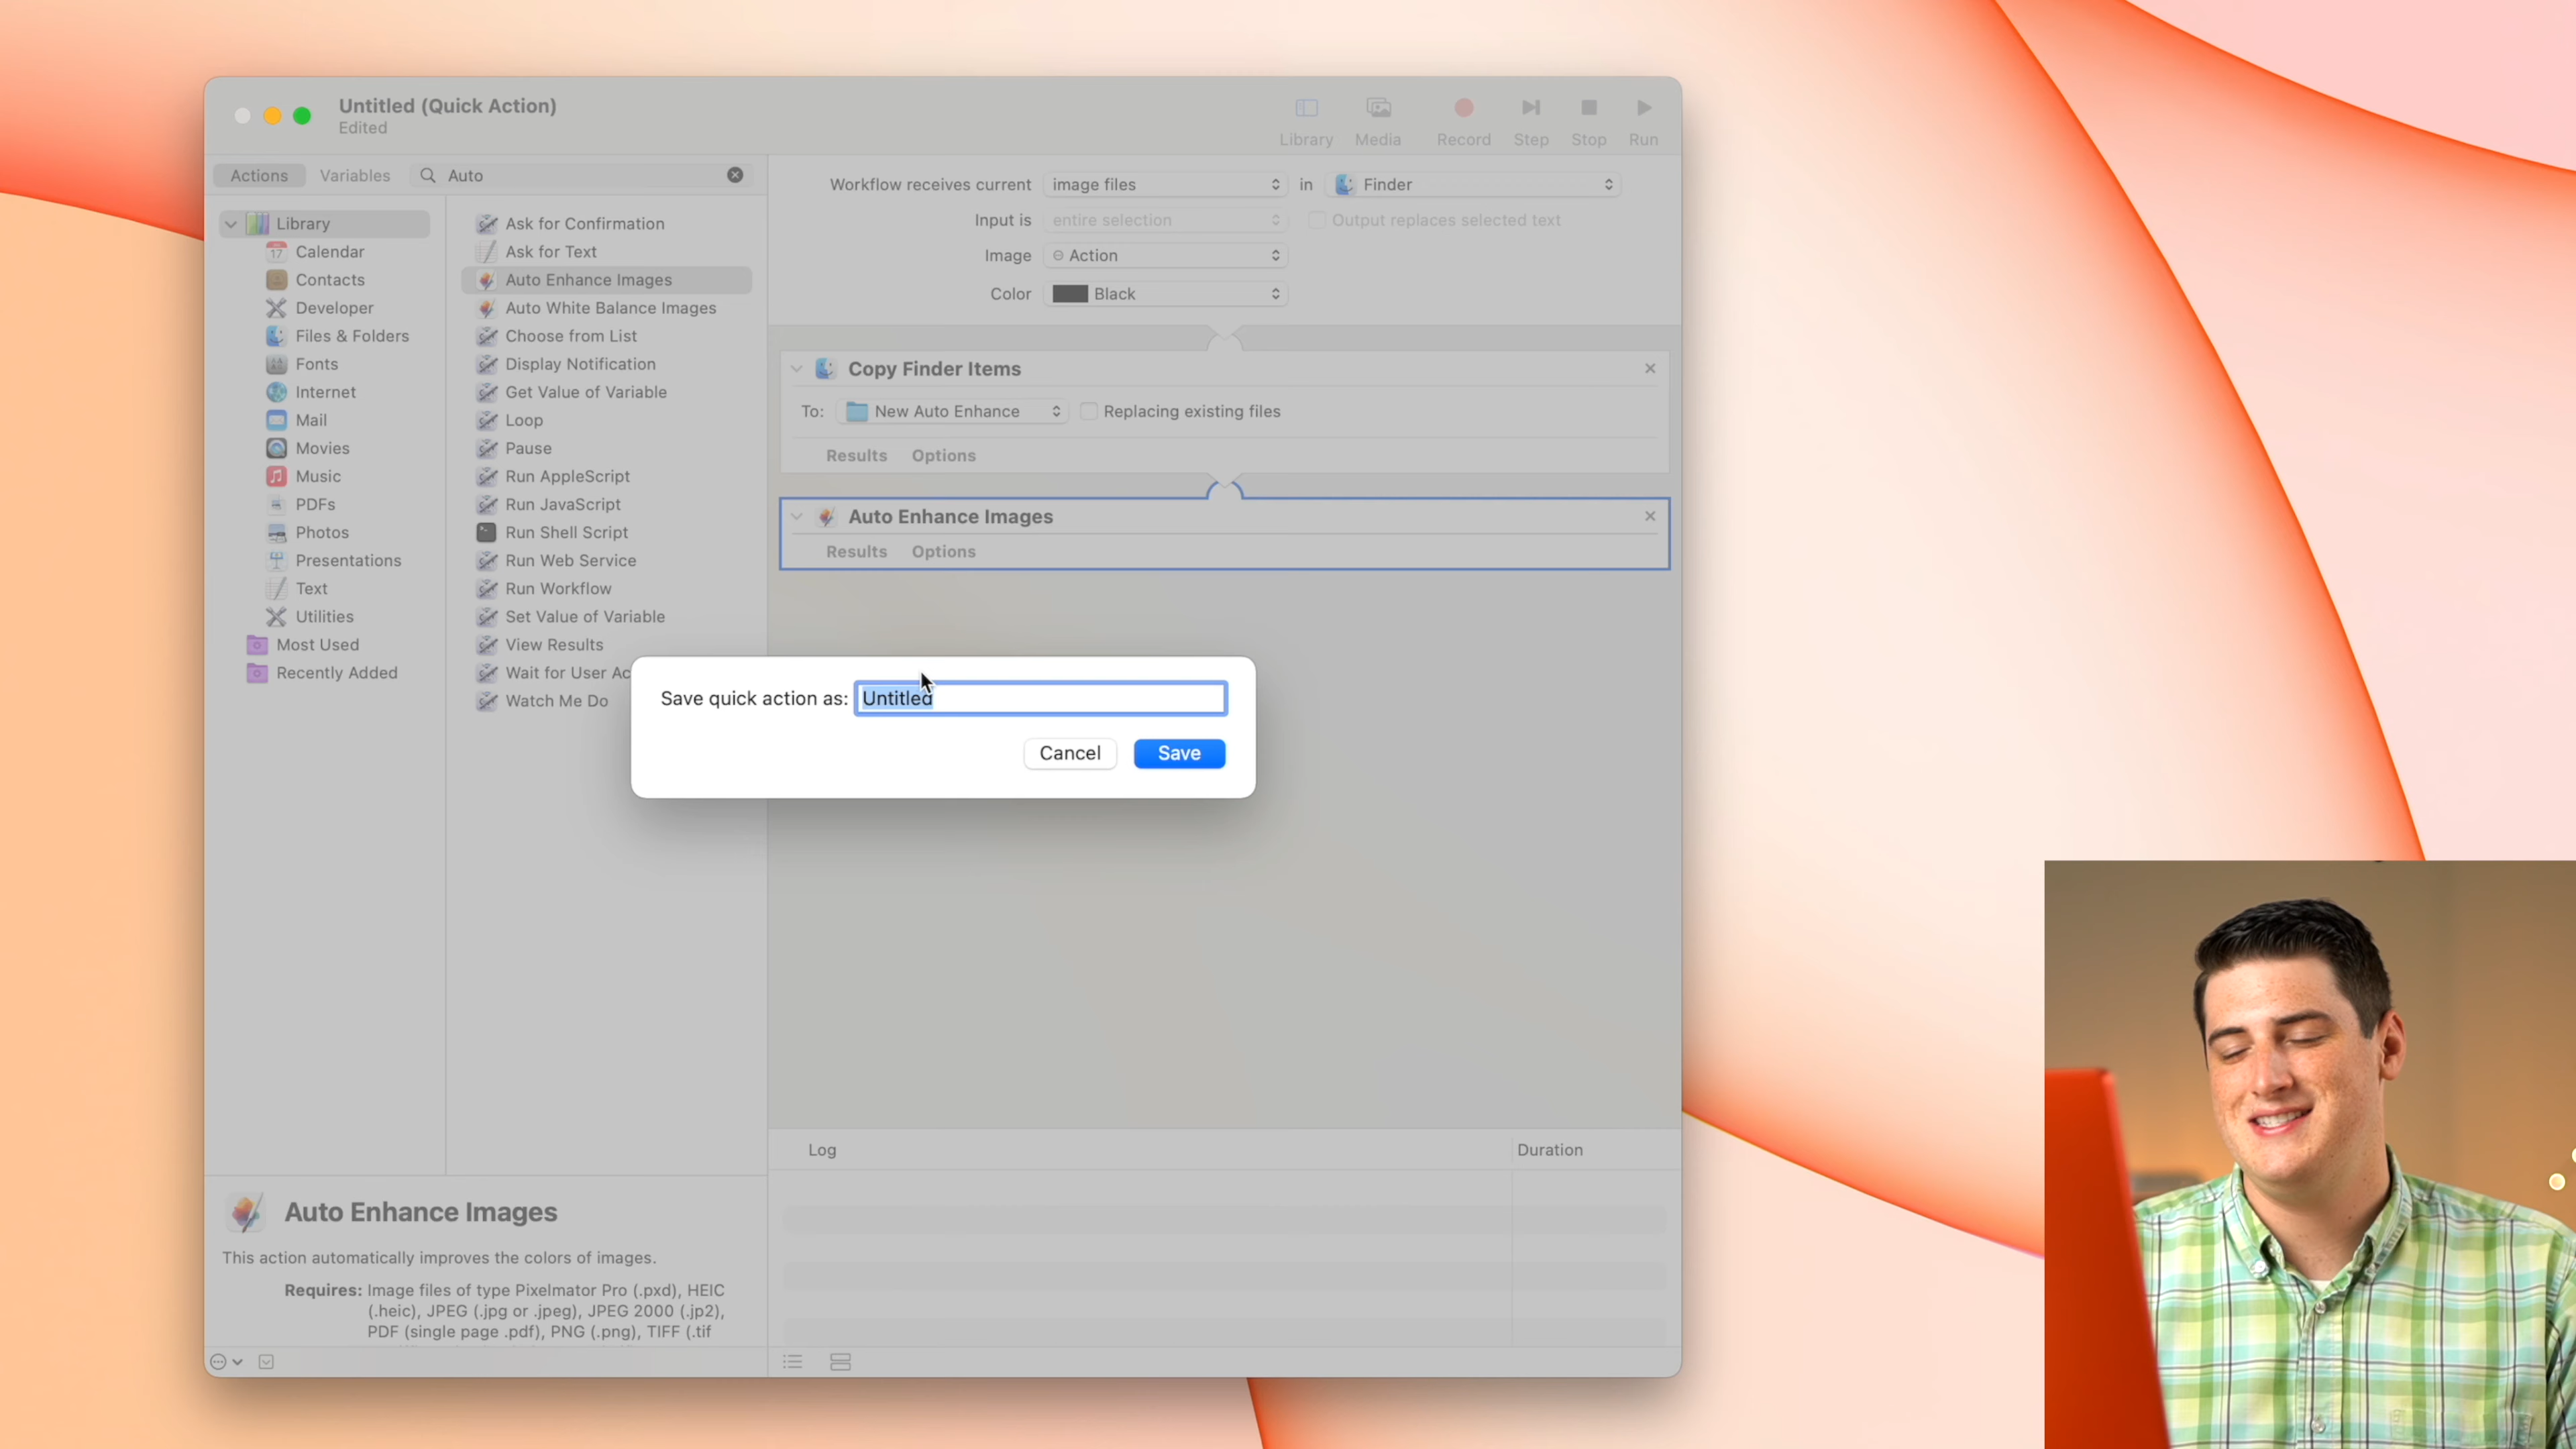 Untitled (Quick Action)
Edited
Library Media Record Step Stop Run
Actions Variables Auto
Library
Calendar
Contacts
Developer
Files & Folders
Fonts
Internet
Mail
Movies
Music
PDFs
Photos
Presentations
Text
Utilities
Most Used
Recently Added
Ask for Confirmation
Ask for Text
Auto Enhance Images
Auto White Balance Images
Choose from List
Display Notification
Get Value of Variable
Loop
Pause
Run AppleScript
Run JavaScript
Run Shell Script
Run Web Service
Run Workflow
Set Value of Variable
View Results
Wait for User Ac
Watch Me Do
Workflow receives current image files in Finder
Input is entire selection Output replaces selected text
Image Action
Color Black
Copy Finder Items
To: New Auto Enhance Replacing existing files
Results Options
Auto Enhance Images
Results Options
Save quick action as: Untitled
Cancel Save
Log Duration
Auto Enhance Images
This action automatically improves the colors of images.
Requires: Image files of type Pixelmator Pro (.pxd), HEIC
(.heic), JPEG (.jpg or .jpeg), JPEG 2000 (.jp2),
PDF (single page .pdf), PNG (.png), TIFF (.tif